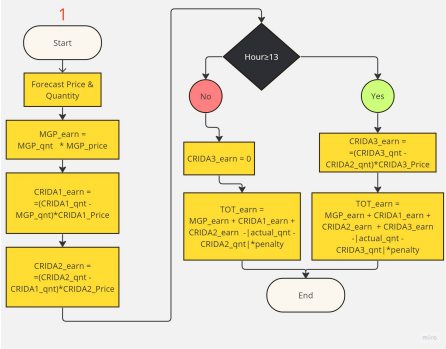 1
Start
Forecast Price &
Quantity
MGP_earn =
MGP_qnt * MGP_price
CRIDA1_earn =
=(CRIDA1_qnt -
MGP_qnt)*CRIDA1_Price
CRIDA2_earn =
=(CRIDA2_qnt -
CRIDA1_qnt)*CRIDA2_Price
Hour≥13
No
CRIDA3_earn = 0
TOT_earn =
MGP_earn + CRIDA1_earn +
CRIDA2_earn -|actual_qnt -
CRIDA2_qnt|*penalty
Yes
CRIDA3_earn =
=(CRIDA3_qnt -
CRIDA2_qnt)*CRIDA3_Price
TOT_earn =
MGP_earn + CRIDA1_earn +
CRIDA2_earn + CRIDA3_earn
-|actual_qnt -
CRIDA3_qnt|*penalty
End
miro